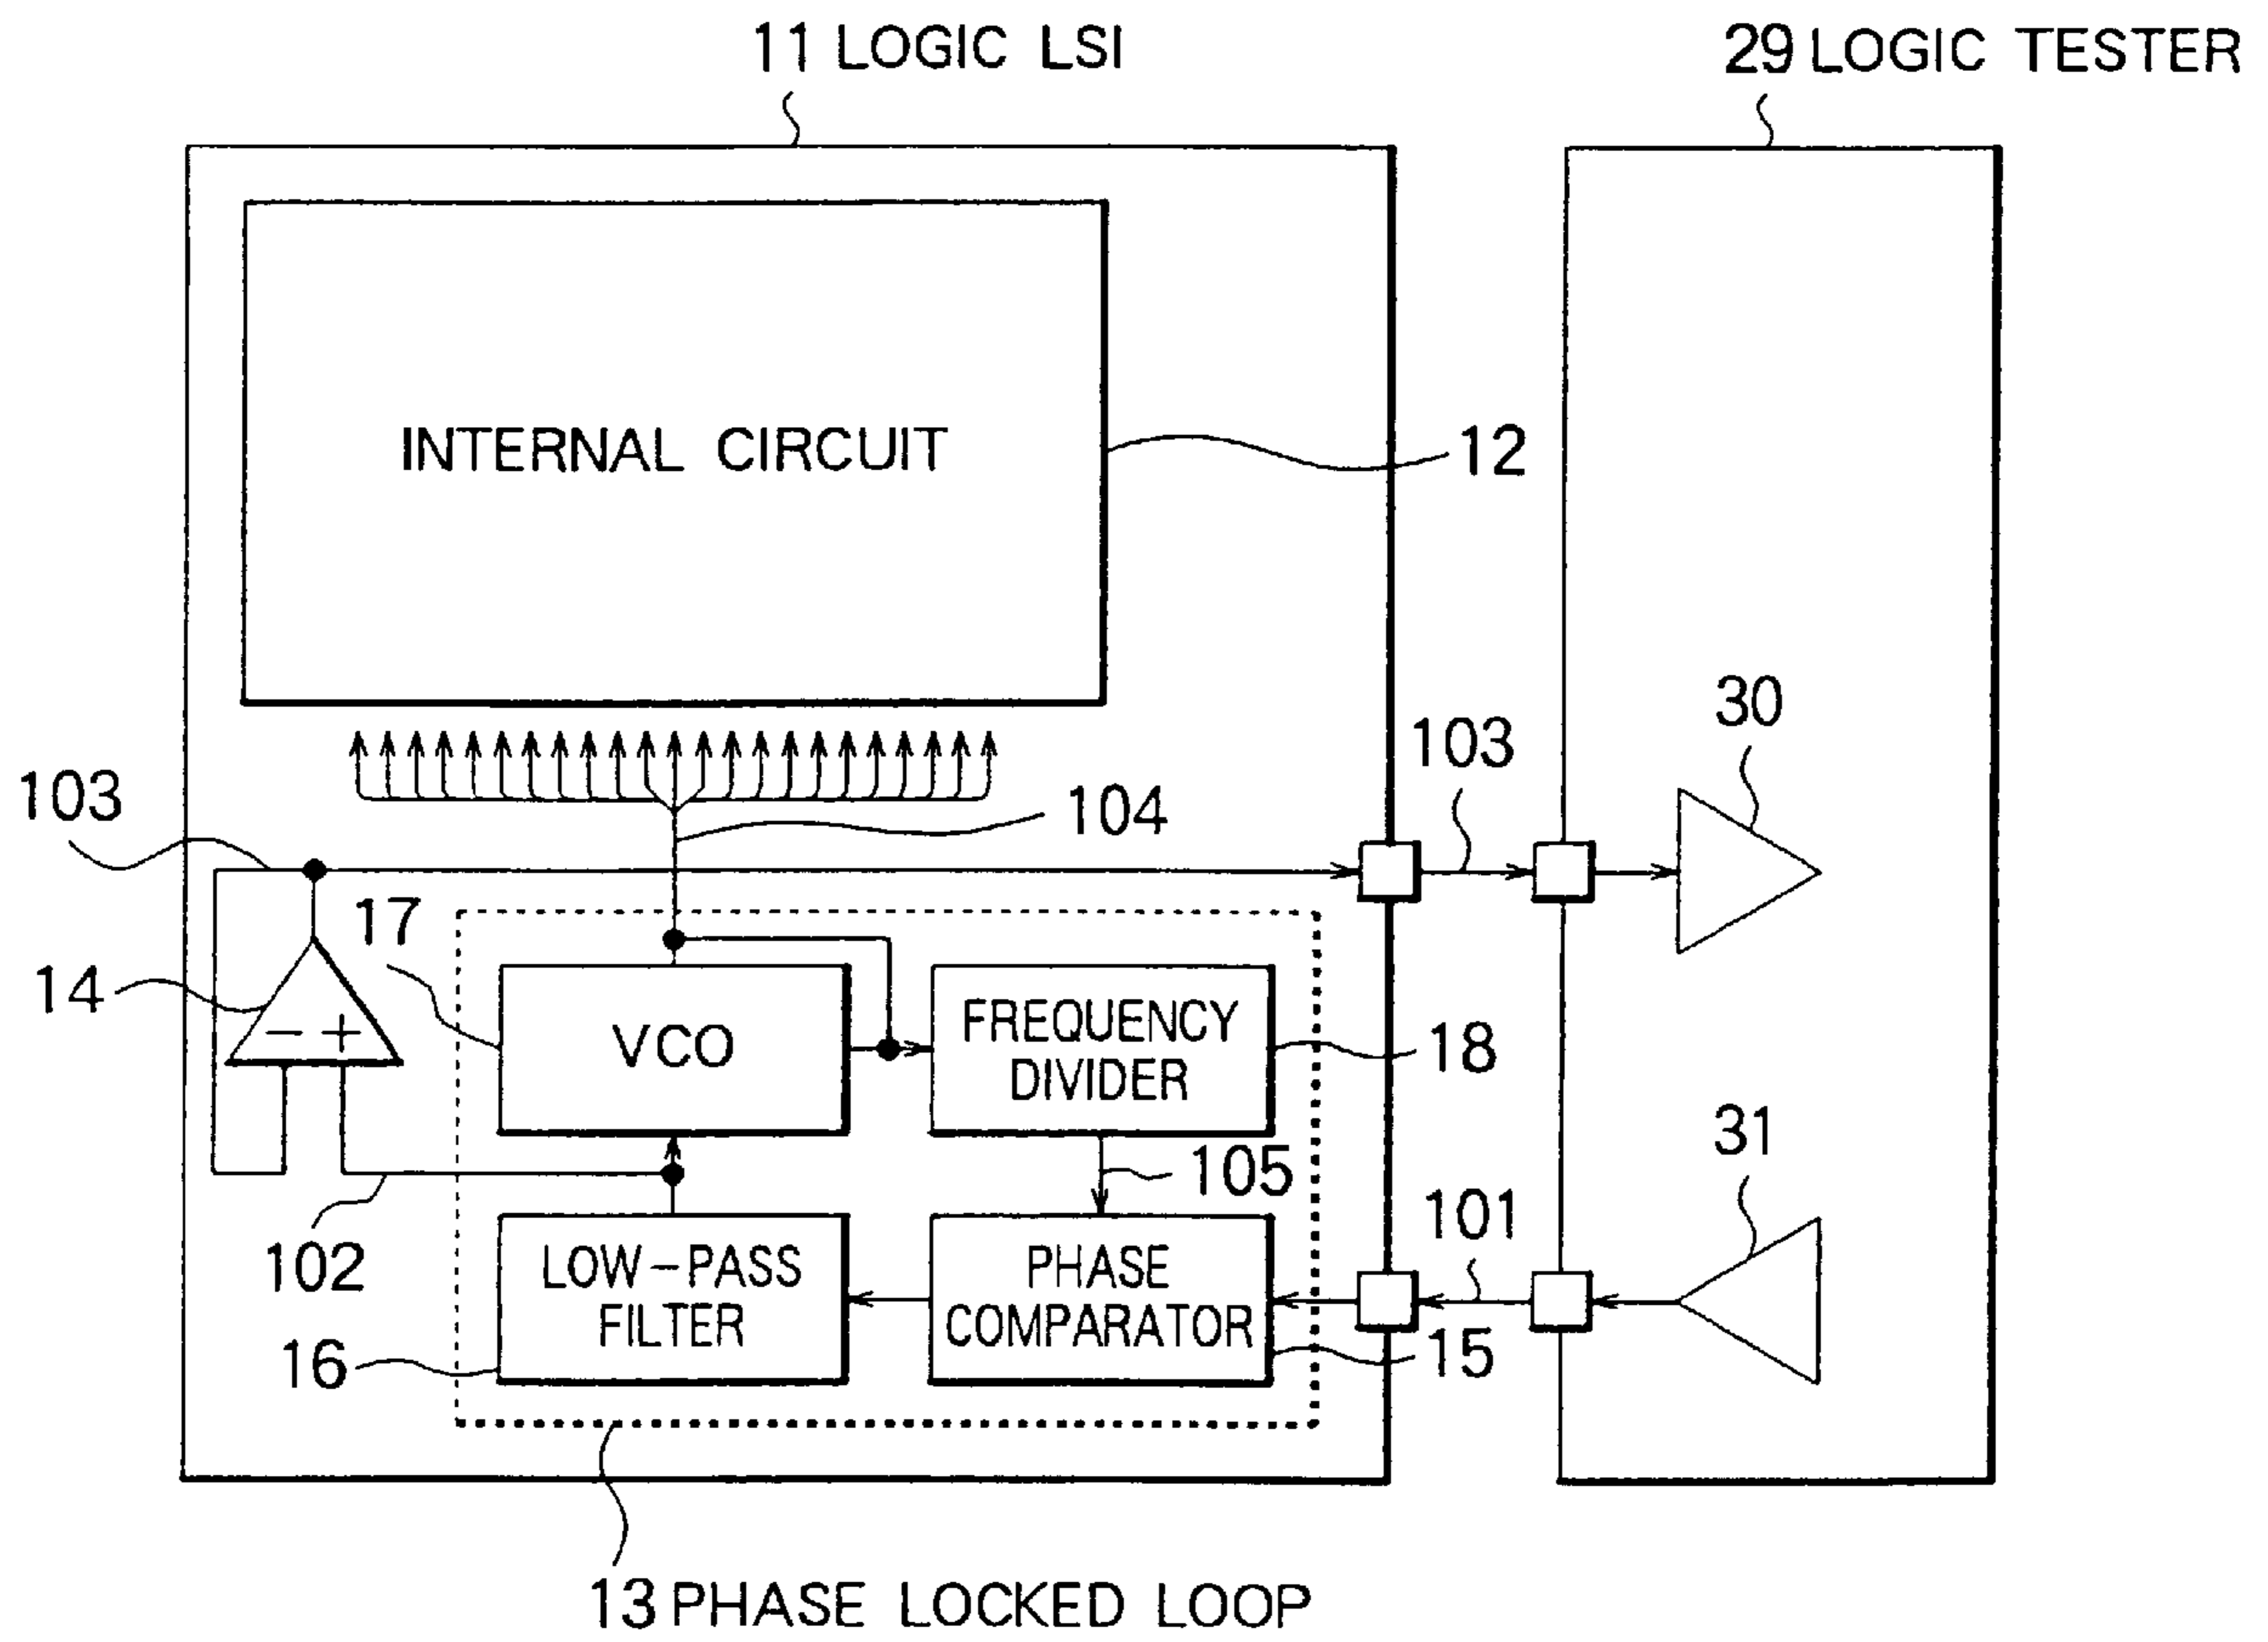 11 LOGIC LSI
29 LOGIC TESTER
INTERNAL CIRCUIT
12
30
103
103
104
17
14
− +
VCO
FREQUENCY
DIVIDER
18
31
105
101
102
LOW-PASS
FILTER
PHASE
COMPARATOR
16
15
13 PHASE LOCKED LOOP